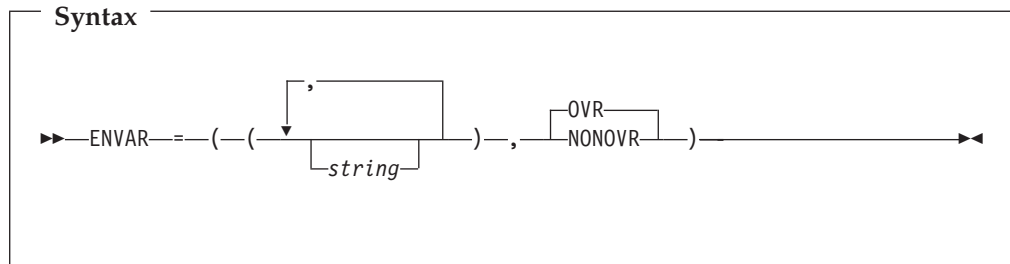 Syntax
,
OVR
►►—ENVAR—=—(—(—▼—)—,—NONOVR—)—►◄
string